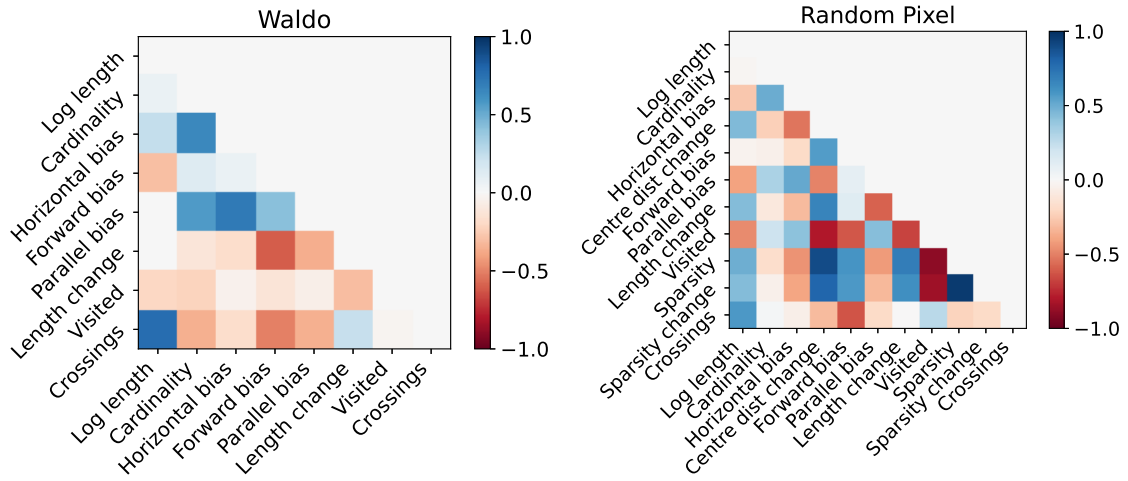 Waldo
Log length
Cardinality
Horizontal bias
Forward bias
Parallel bias
Length change
Visited
Crossings
Log length
Cardinality
Horizontal bias
Forward bias
Parallel bias
Length change
Visited
Crossings
1.0
0.5
0.0
−0.5
−1.0
Random Pixel
Log length
Cardinality
Horizontal bias
Centre dist change
Forward bias
Parallel bias
Length change
Visited
Sparsity
Sparsity change
Crossings
Log length
Cardinality
Horizontal bias
Centre dist change
Forward bias
Parallel bias
Length change
Visited
Sparsity
Sparsity change
Crossings
1.0
0.5
0.0
−0.5
−1.0